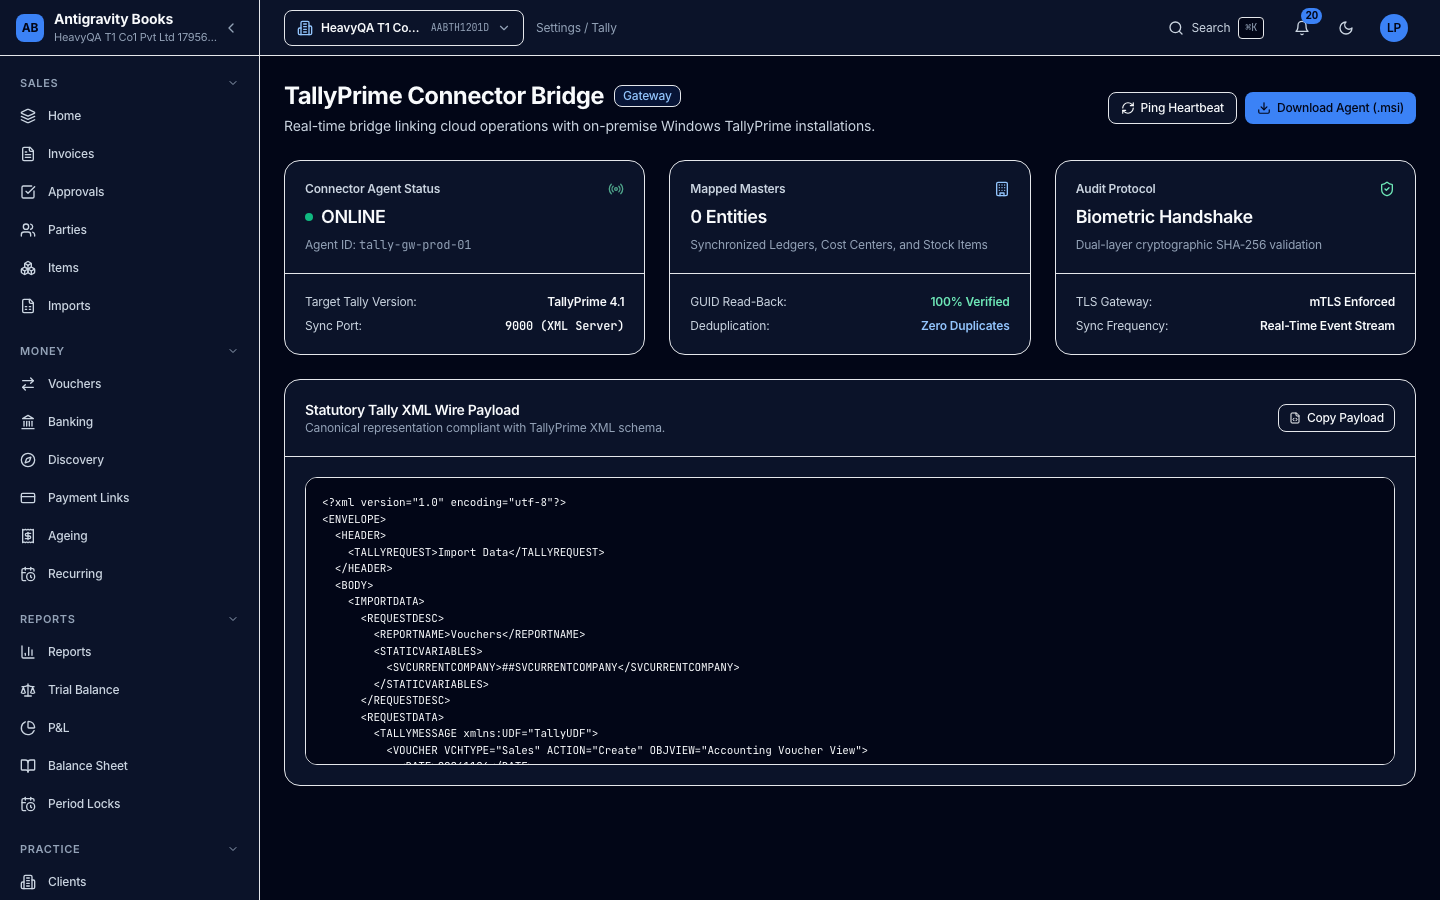 AB
Antigravity Books
HeavyQA T1 Co1 Pvt Ltd 17956...
HeavyQA T1 Co...
AABTH1201D
Settings / Tally
Search
⌘K
20
LP
SALES
Home
Invoices
Approvals
Parties
Items
Imports
MONEY
Vouchers
Banking
Discovery
Payment Links
Ageing
Recurring
REPORTS
Reports
Trial Balance
P&L
Balance Sheet
Period Locks
PRACTICE
Clients
TallyPrime Connector Bridge
Gateway
Real-time bridge linking cloud operations with on-premise Windows TallyPrime installations.
Ping Heartbeat
Download Agent (.msi)
Connector Agent Status
ONLINE
Agent ID: tally-gw-prod-01
Target Tally Version:
TallyPrime 4.1
Sync Port:
9000 (XML Server)
Mapped Masters
0 Entities
Synchronized Ledgers, Cost Centers, and Stock Items
GUID Read-Back:
100% Verified
Deduplication:
Zero Duplicates
Audit Protocol
Biometric Handshake
Dual-layer cryptographic SHA-256 validation
TLS Gateway:
mTLS Enforced
Sync Frequency:
Real-Time Event Stream
Statutory Tally XML Wire Payload
Canonical representation compliant with TallyPrime XML schema.
Copy Payload
<?xml version="1.0" encoding="utf-8"?>
<ENVELOPE>
  <HEADER>
    <TALLYREQUEST>Import Data</TALLYREQUEST>
  </HEADER>
  <BODY>
    <IMPORTDATA>
      <REQUESTDESC>
        <REPORTNAME>Vouchers</REPORTNAME>
        <STATICVARIABLES>
          <SVCURRENTCOMPANY>##SVCURRENTCOMPANY</SVCURRENTCOMPANY>
        </STATICVARIABLES>
      </REQUESTDESC>
      <REQUESTDATA>
        <TALLYMESSAGE xmlns:UDF="TallyUDF">
          <VOUCHER VCHTYPE="Sales" ACTION="Create" OBJVIEW="Accounting Voucher View">